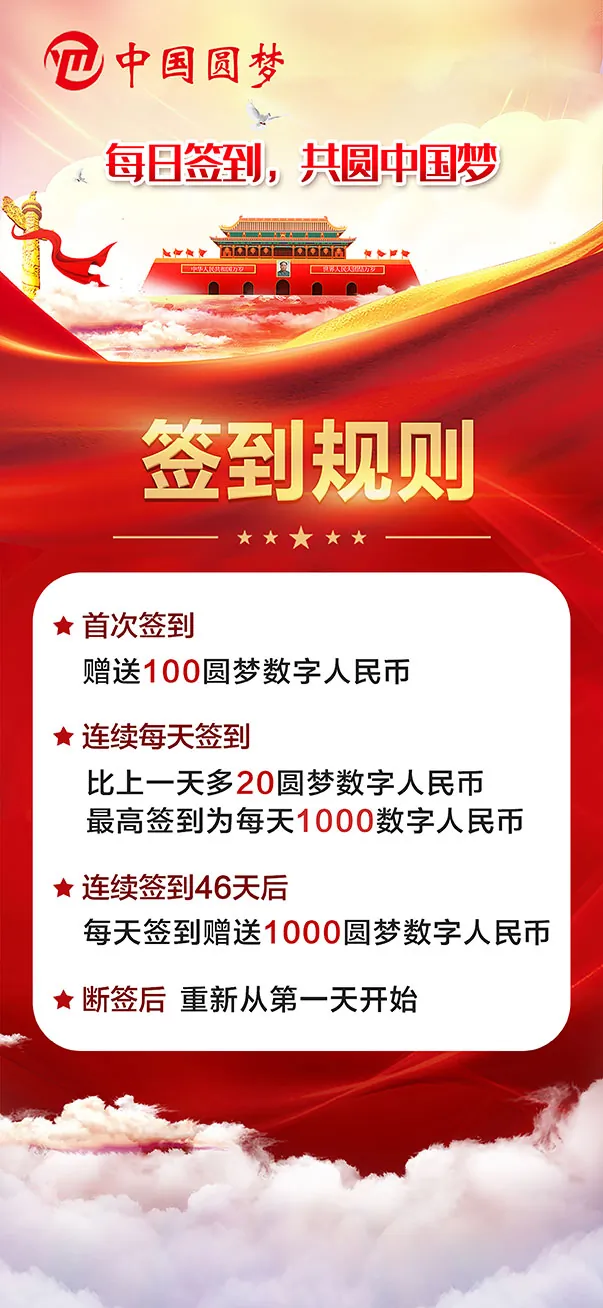 中国圆梦
每日签到，共圆中国梦
中华人民共和国万岁
世界人民大团结万岁
签到规则
首次签到
赠送100圆梦数字人民币
连续每天签到
比上一天多20圆梦数字人民币
最高签到为每天1000数字人民币
连续签到46天后
每天签到赠送1000圆梦数字人民币
断签后 重新从第一天开始